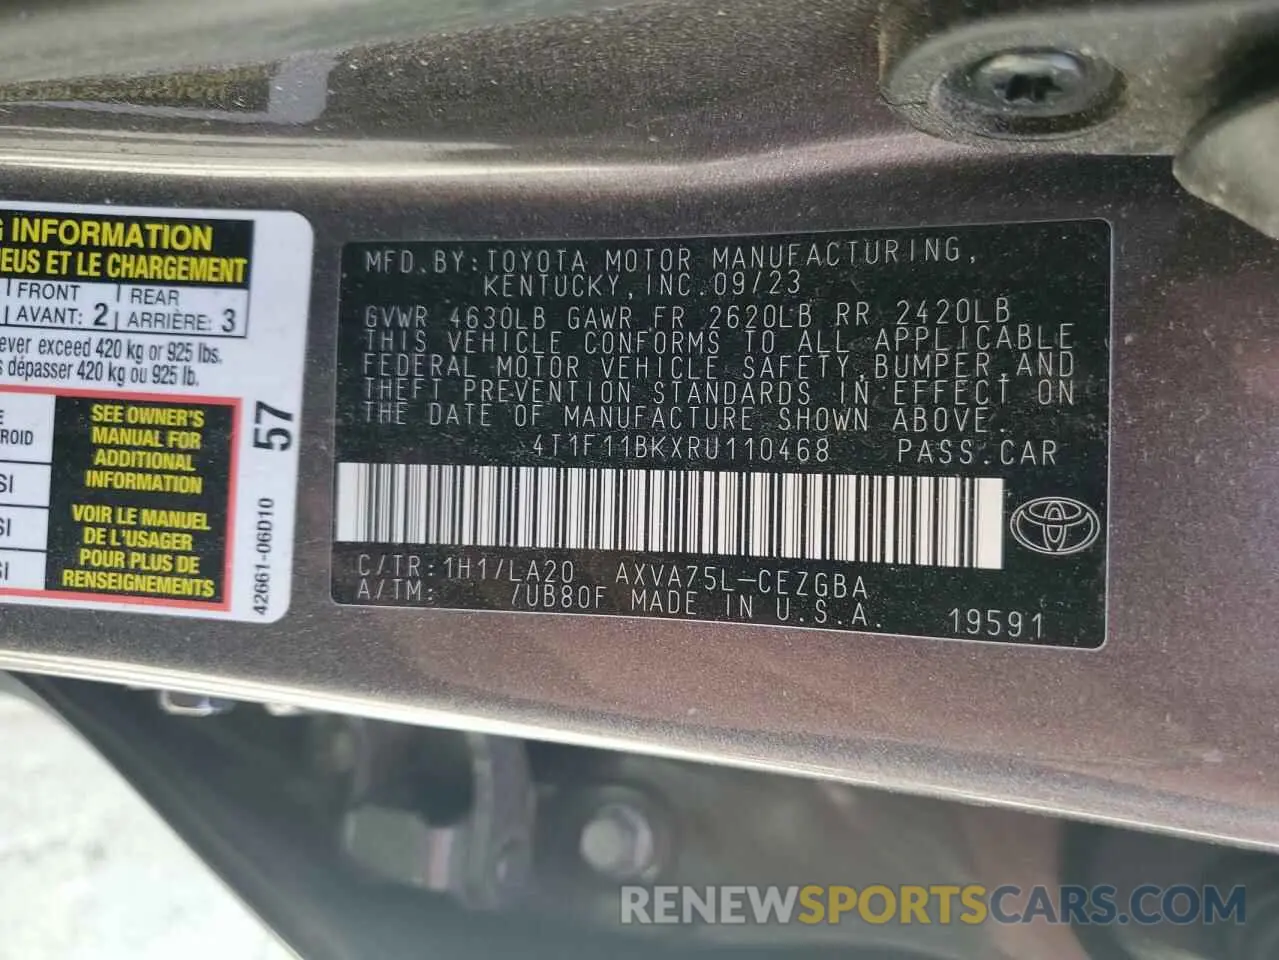 G INFORMATION
EUS ET LE CHARGEMENT
FRONT
AVANT: 2
REAR
ARRIÈRE: 3
ever exceed 420 kg or 925 lbs.
dépasser 420 kg ou 925 lb.
SEE OWNER'S
MANUAL FOR
ADDITIONAL
INFORMATION
VOIR LE MANUEL
DE L'USAGER
POUR PLUS DE
RENSEIGNEMENTS
57
42661-06D10
MFD.BY:TOYOTA MOTOR MANUFACTURING,
KENTUCKY,INC.09/23
GVWR 4630LB GAWR FR 2620LB RR 2420LB
THIS VEHICLE CONFORMS TO ALL APPLICABLE
FEDERAL MOTOR VEHICLE SAFETY,BUMPER,AND
THEFT PREVENTION STANDARDS IN EFFECT ON
THE DATE OF MANUFACTURE SHOWN ABOVE.
4T1F11BKXRU110468 PASS.CAR
C/TR:1H1/LA20 AXVA75L-CEZGBA
A/TM: /UB80F MADE IN U.S.A.
19591
RENEWSPORTSCARS.COM